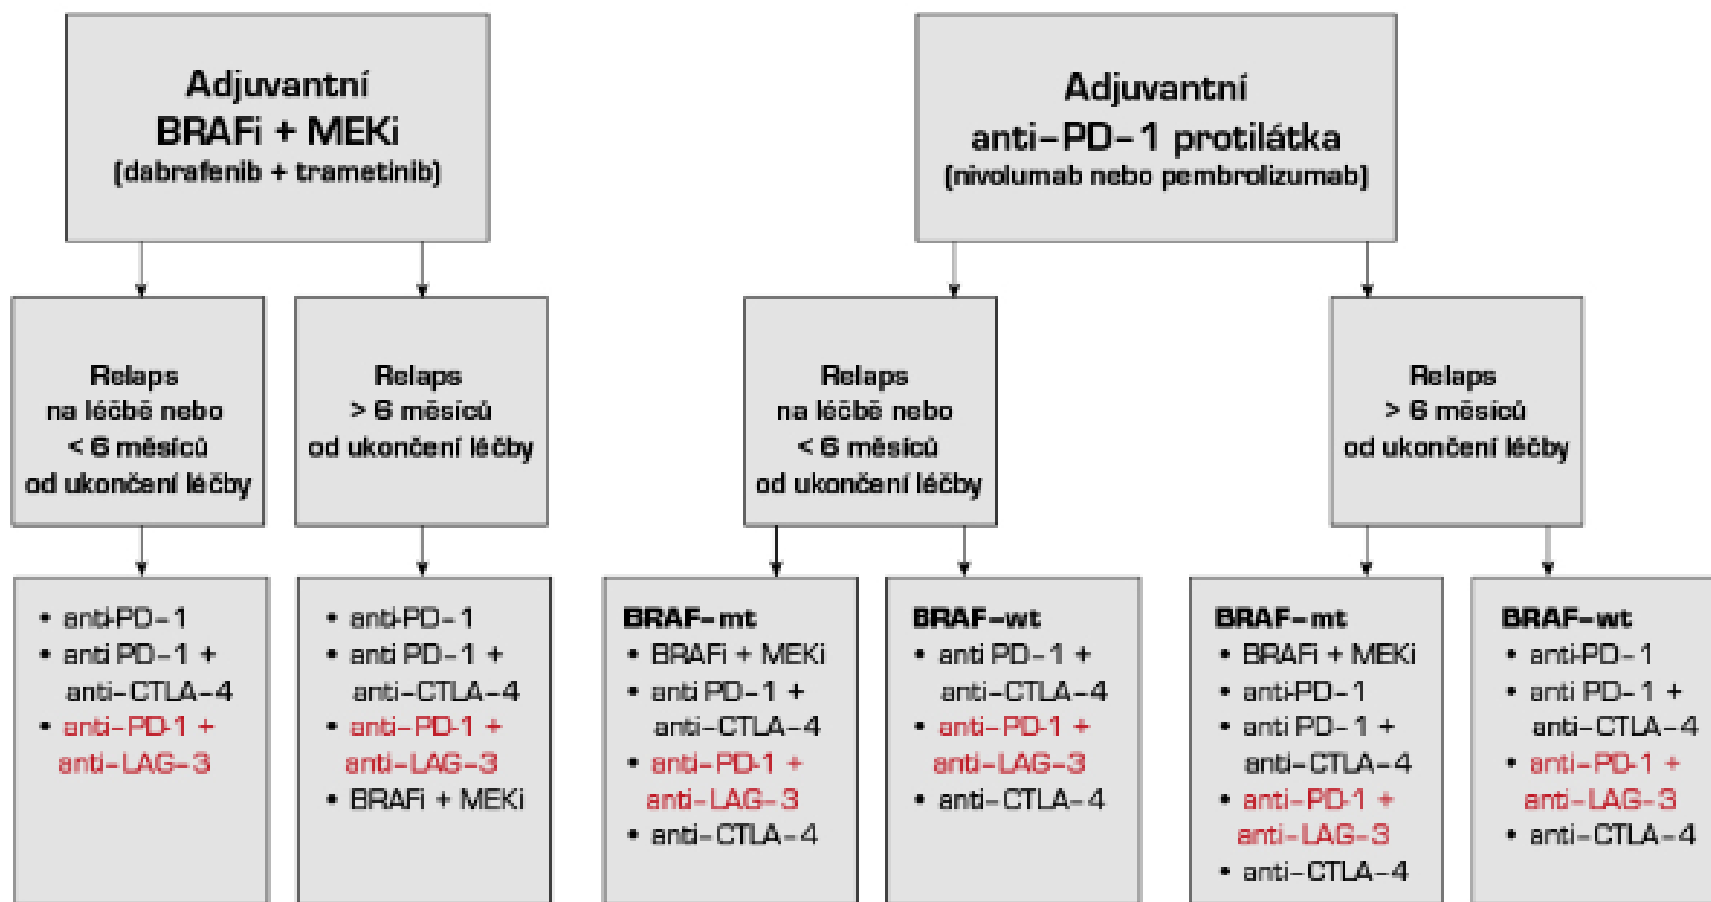 Adjuvantní
BRAFi + MEKi
(dabrafenib + trametinib)
Adjuvantní
anti-PD-1 protilátka
(nivolumab nebo pembrolizumab)
Relaps
na léčbě nebo
< 6 měsíců
od ukončení léčby
Relaps
> 6 měsíců
od ukončení léčby
Relaps
na léčbě nebo
< 6 měsíců
od ukončení léčby
Relaps
> 6 měsíců
od ukončení léčby
• anti-PD-1
• anti PD-1 +
anti-CTLA-4
• anti-PD-1 +
anti-LAG-3
• anti-PD-1
• anti PD-1 +
anti-CTLA-4
• anti-PD-1 +
anti-LAG-3
• BRAFi + MEKi
BRAF-mt
• BRAFi + MEKi
• anti PD-1 +
anti-CTLA-4
• anti-PD-1 +
anti-LAG-3
• anti-CTLA-4
BRAF-wt
• anti PD-1 +
anti-CTLA-4
• anti-PD-1 +
anti-LAG-3
• anti-CTLA-4
BRAF-mt
• BRAFi + MEKi
• anti-PD-1
• anti PD-1 +
anti-CTLA-4
• anti-PD-1 +
anti-LAG-3
• anti-CTLA-4
BRAF-wt
• anti-PD-1
• anti PD-1 +
anti-CTLA-4
• anti-PD-1 +
anti-LAG-3
• anti-CTLA-4